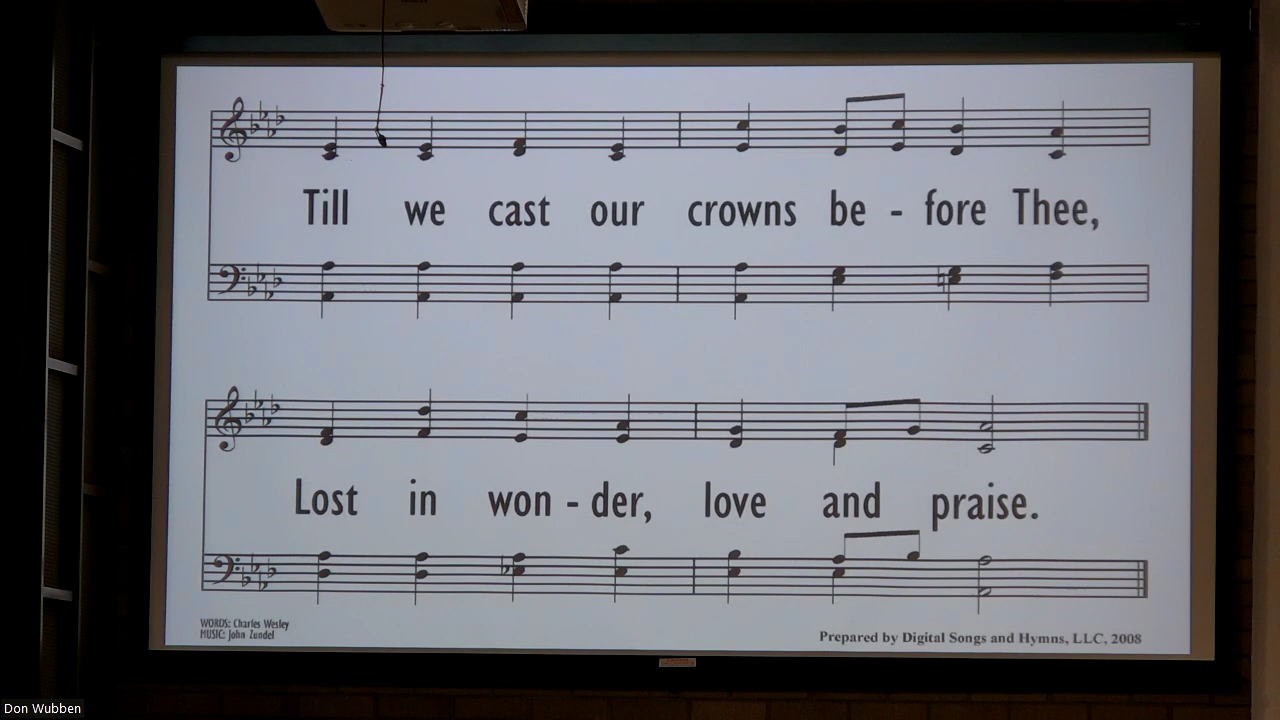 Till we cast our crowns be - fore Thee,
Lost in won - der, love and praise.
WORDS: Charles Wesley
MUSIC: John Zundel
Prepared by Digital Songs and Hymns, LLC, 2008
Don Wubben